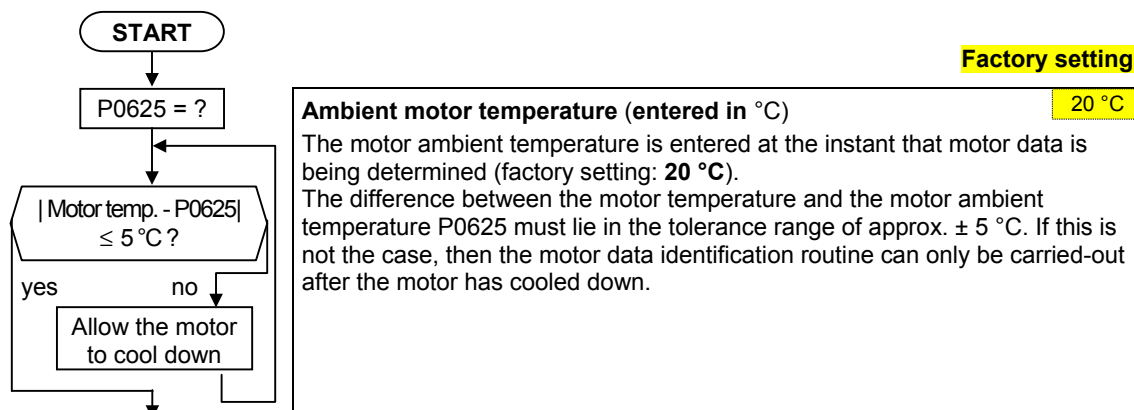 START
Factory setting
P0625 = ?
Ambient motor temperature (entered in °C)
20 °C
The motor ambient temperature is entered at the instant that motor data is
being determined (factory setting: 20 °C).
The difference between the motor temperature and the motor ambient
temperature P0625 must lie in the tolerance range of approx. ± 5 °C. If this is
not the case, then the motor data identification routine can only be carried-out
after the motor has cooled down.
| Motor temp. - P0625|
≤ 5 °C ?
yes
no
Allow the motor
to cool down